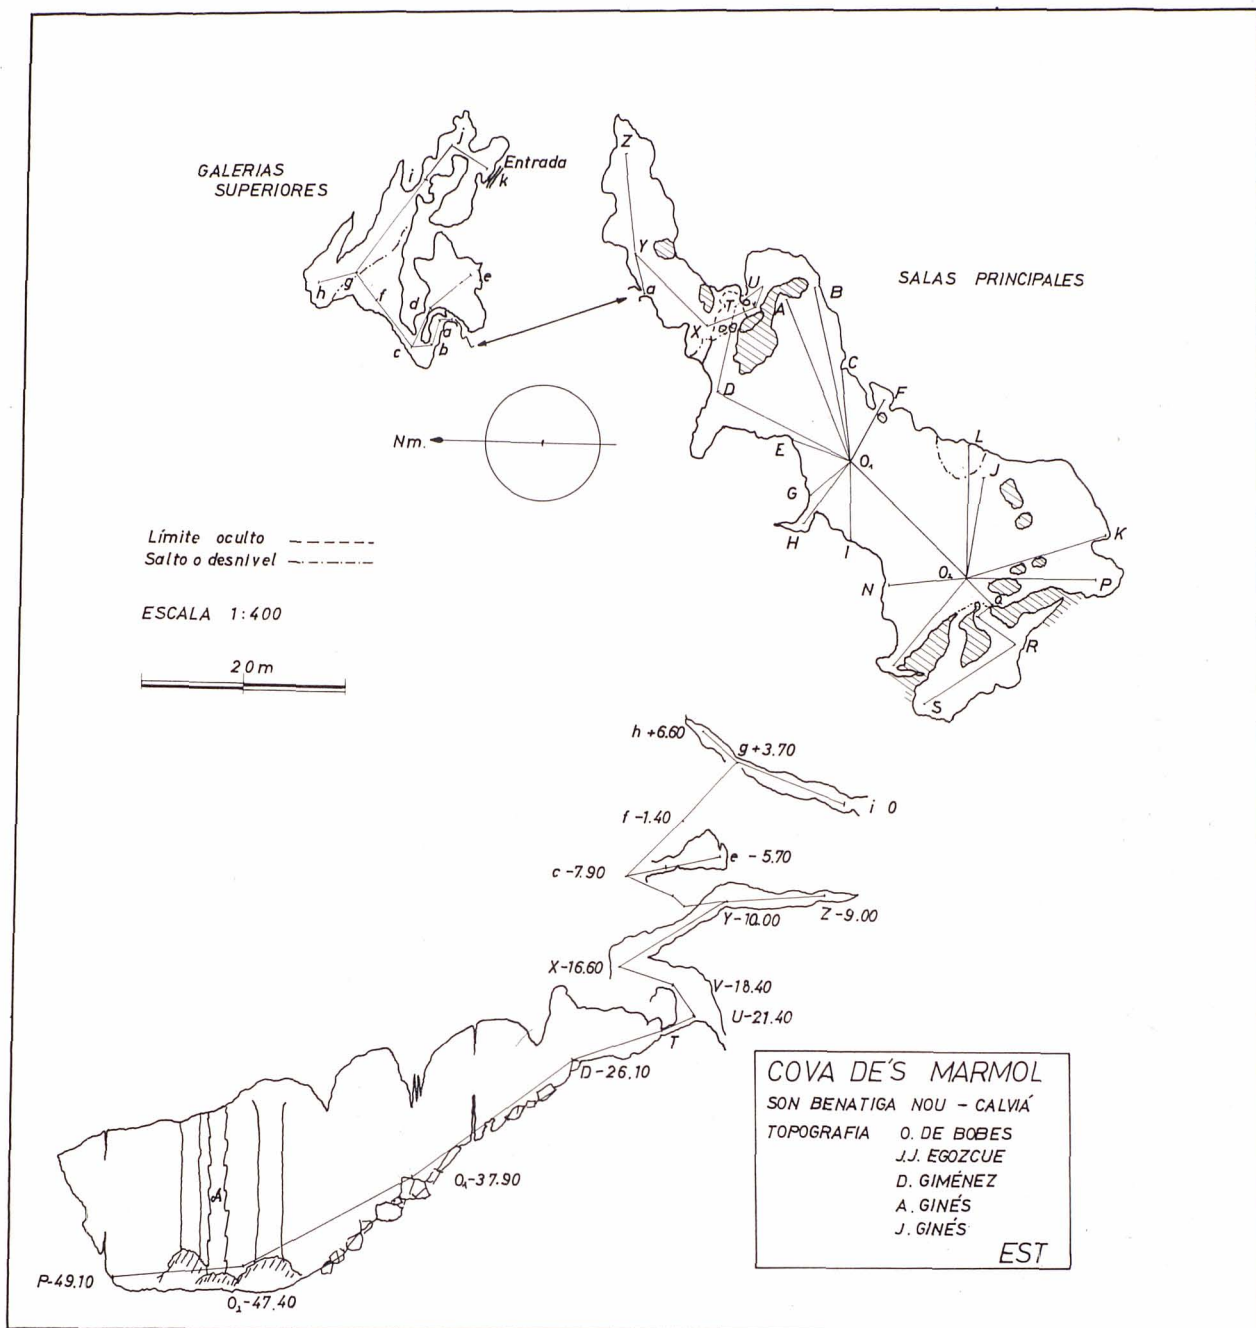 GALERIAS
SUPERIORES
j
i
Entrada
k
h
g
f
e
d
a
b
c
Z
Y
a
U
T
A
B
X
SALAS PRINCIPALES
D
C
F
E
O₁
L
J
G
H
I
K
N
O₂
P
a
R
S
Nm.
Límite oculto
Salto o desnível
ESCALA 1:400
20m
h +6.60
g +3.70
i 0
f -1.40
e -5.70
c -7.90
Y-10.00
Z-9.00
X-16.60
V-18.40
U-21.40
T
D-26.10
O₁-37.90
A
P-49.10
O₂-47.40
COVA DE'S MARMOL
SON BENATIGA NOU - CALVIÁ
TOPOGRAFIA O. DE BOBES
J.J. EGOZCUE
D. GIMÉNEZ
A. GINÉS
J. GINÉS
EST